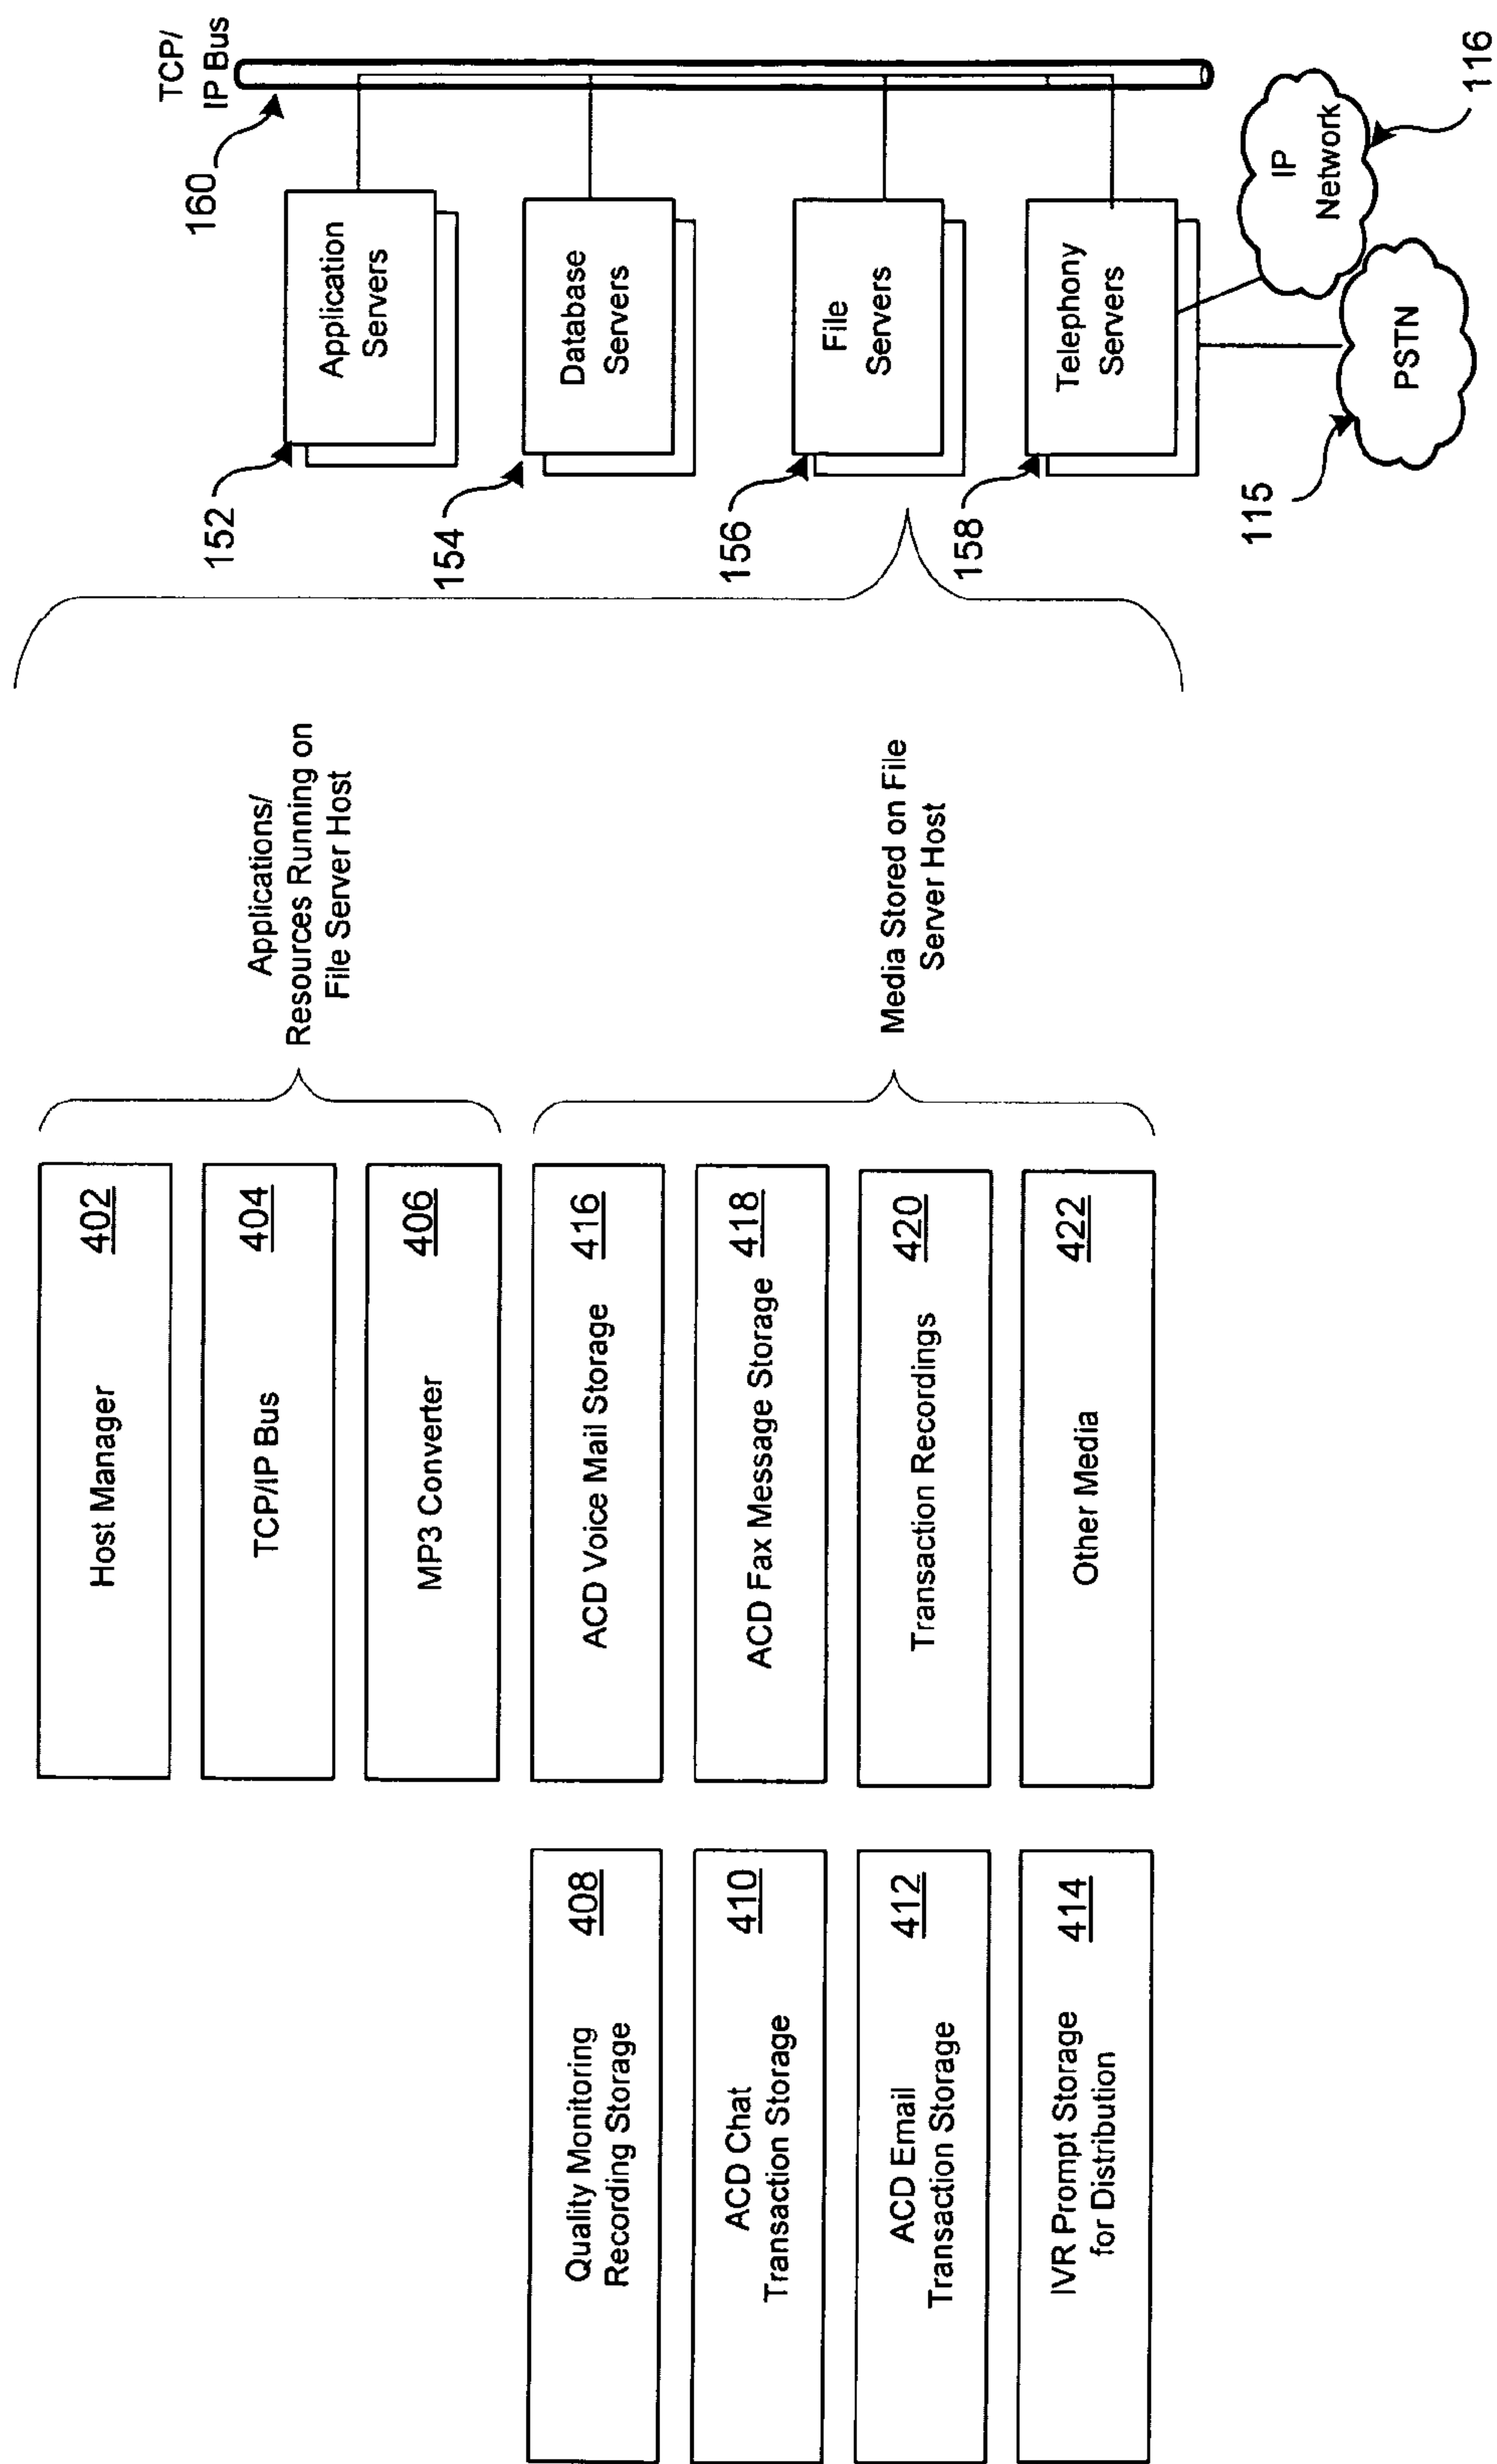 Host Manager
402
TCP/IP Bus
404
MP3 Converter
406
Applications/
Resources Running on
File Server Host
Quality Monitoring
Recording Storage
408
ACD Voice Mail Storage
416
ACD Chat
Transaction Storage
410
ACD Fax Message Storage
418
ACD Email
Transaction Storage
412
Transaction Recordings
420
IVR Prompt Storage
for Distribution
414
Other Media
422
Media Stored on File
Server Host
TCP/
IP Bus
160
152
Application
Servers
154
Database
Servers
156
File
Servers
158
Telephony
Servers
115
PSTN
IP
Network
116